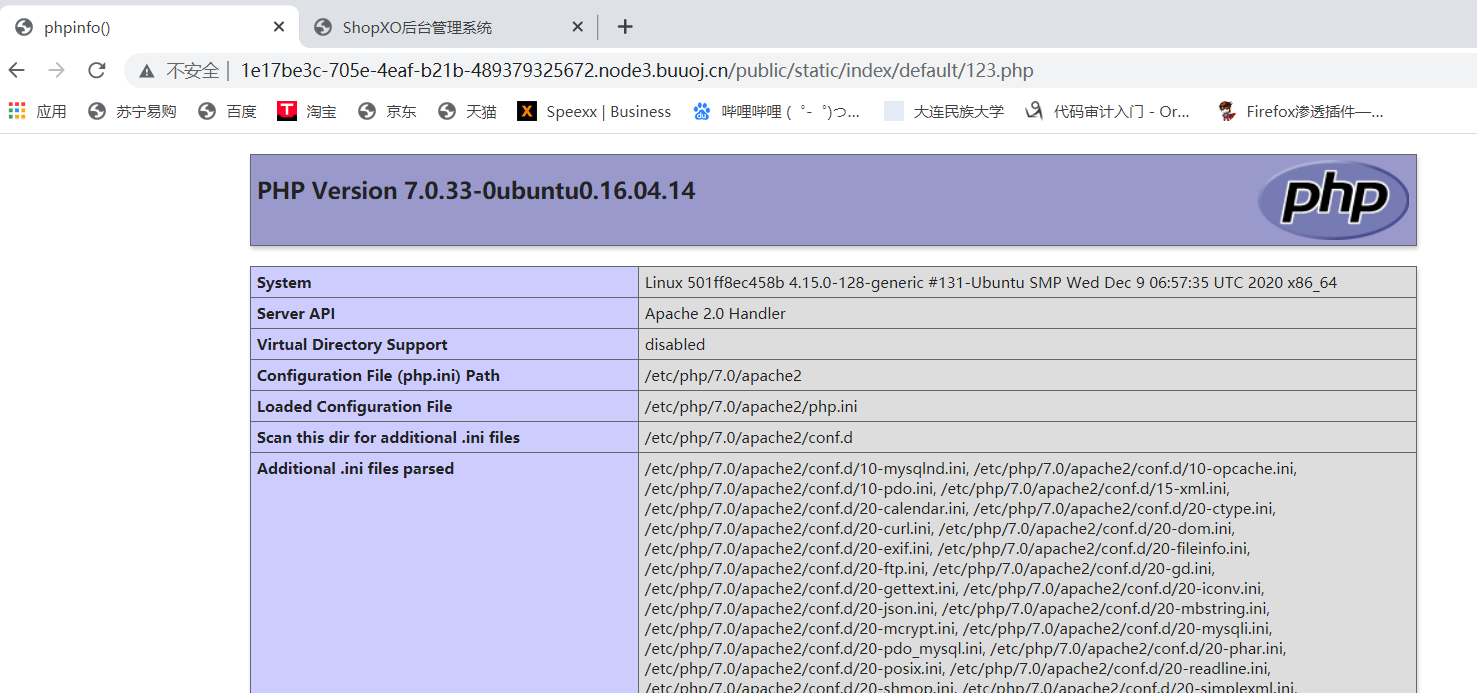 phpinfo()
ShopXO后台管理系统
不安全 | 1e17be3c-705e-4eaf-b21b-489379325672.node3.buuoj.cn/public/static/index/default/123.php
应用 苏宁易购 百度 T 淘宝 京东 天猫 X Speexx | Business du 哔哩哔哩 ( ゜- ゜)つ... 大连民族大学 代码审计入门 - Or... Firefox渗透插件—...
PHP Version 7.0.33-0ubuntu0.16.04.14
php
System Linux 501ff8ec458b 4.15.0-128-generic #131-Ubuntu SMP Wed Dec 9 06:57:35 UTC 2020 x86_64
Server API Apache 2.0 Handler
Virtual Directory Support disabled
Configuration File (php.ini) Path /etc/php/7.0/apache2
Loaded Configuration File /etc/php/7.0/apache2/php.ini
Scan this dir for additional .ini files /etc/php/7.0/apache2/conf.d
Additional .ini files parsed /etc/php/7.0/apache2/conf.d/10-mysqlnd.ini, /etc/php/7.0/apache2/conf.d/10-opcache.ini,
/etc/php/7.0/apache2/conf.d/10-pdo.ini, /etc/php/7.0/apache2/conf.d/15-xml.ini,
/etc/php/7.0/apache2/conf.d/20-calendar.ini, /etc/php/7.0/apache2/conf.d/20-ctype.ini,
/etc/php/7.0/apache2/conf.d/20-curl.ini, /etc/php/7.0/apache2/conf.d/20-dom.ini,
/etc/php/7.0/apache2/conf.d/20-exif.ini, /etc/php/7.0/apache2/conf.d/20-fileinfo.ini,
/etc/php/7.0/apache2/conf.d/20-ftp.ini, /etc/php/7.0/apache2/conf.d/20-gd.ini,
/etc/php/7.0/apache2/conf.d/20-gettext.ini, /etc/php/7.0/apache2/conf.d/20-iconv.ini,
/etc/php/7.0/apache2/conf.d/20-json.ini, /etc/php/7.0/apache2/conf.d/20-mbstring.ini,
/etc/php/7.0/apache2/conf.d/20-mcrypt.ini, /etc/php/7.0/apache2/conf.d/20-mysqli.ini,
/etc/php/7.0/apache2/conf.d/20-pdo_mysql.ini, /etc/php/7.0/apache2/conf.d/20-phar.ini,
/etc/php/7.0/apache2/conf.d/20-posix.ini, /etc/php/7.0/apache2/conf.d/20-readline.ini,
/etc/php/7.0/apache2/conf.d/20-shmop.ini, /etc/php/7.0/apache2/conf.d/20-simplexml.ini,